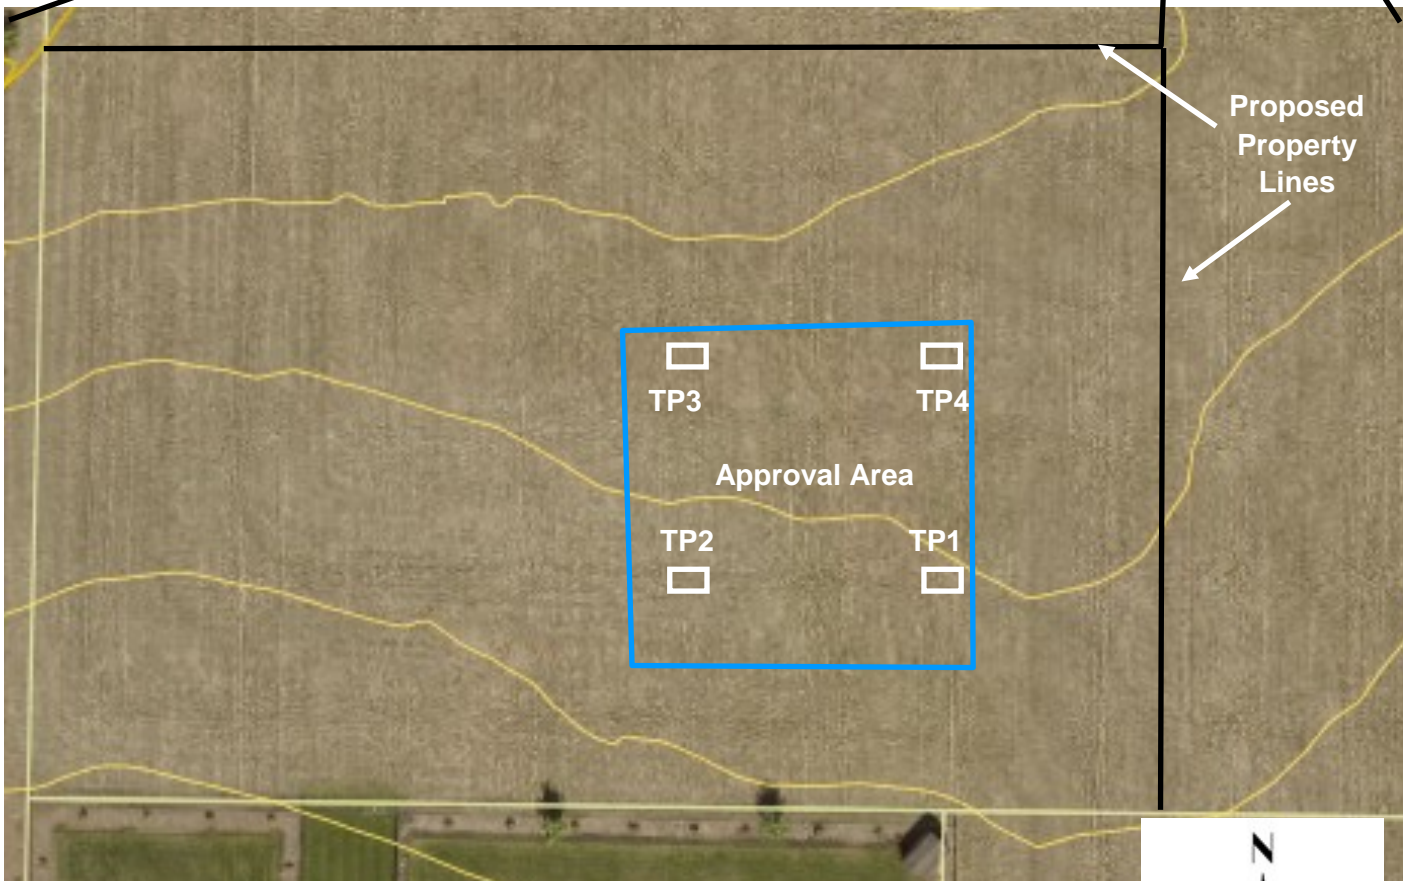 Proposed
Property
Lines
TP3
TP4
Approval Area
TP2
TP1
N